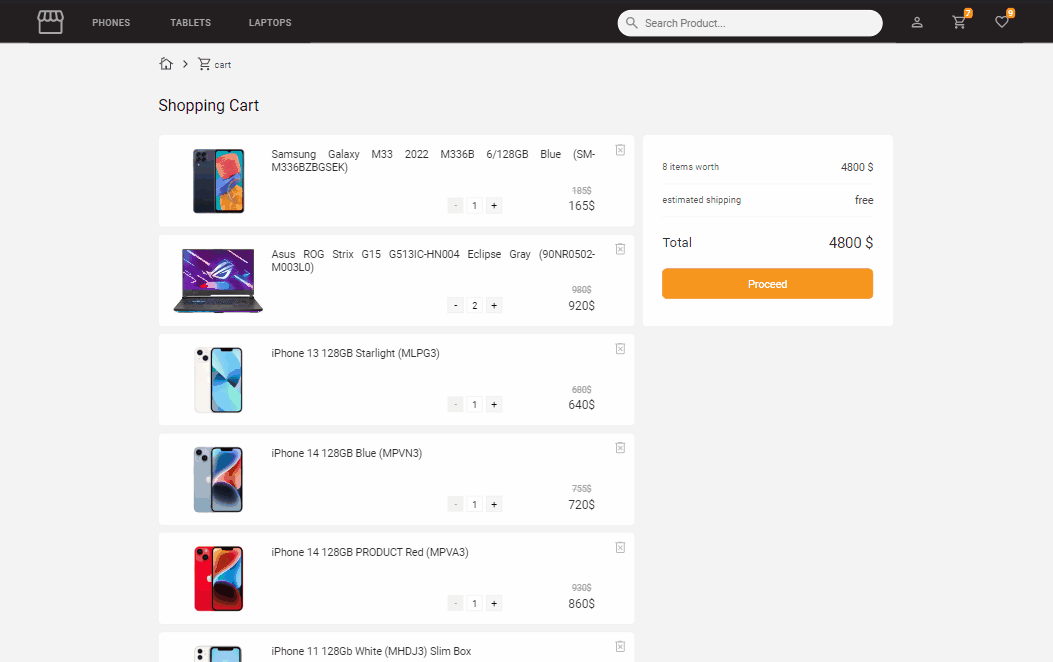 PHONES TABLETS LAPTOPS Search Product... 7 9
cart
Shopping Cart
Samsung Galaxy M33 2022 M336B 6/128GB Blue (SM-
M336BZBGSEK)
185$
- 1 + 165$
8 items worth 4800 $
estimated shipping free
Total 4800 $
Proceed
Asus ROG Strix G15 G513IC-HN004 Eclipse Gray (90NR0502-
M003L0)
980$
- 2 + 920$
iPhone 13 128GB Starlight (MLPG3)
680$
- 1 + 640$
iPhone 14 128GB Blue (MPVN3)
755$
- 1 + 720$
iPhone 14 128GB PRODUCT Red (MPVA3)
930$
- 1 + 860$
iPhone 11 128Gb White (MHDJ3) Slim Box